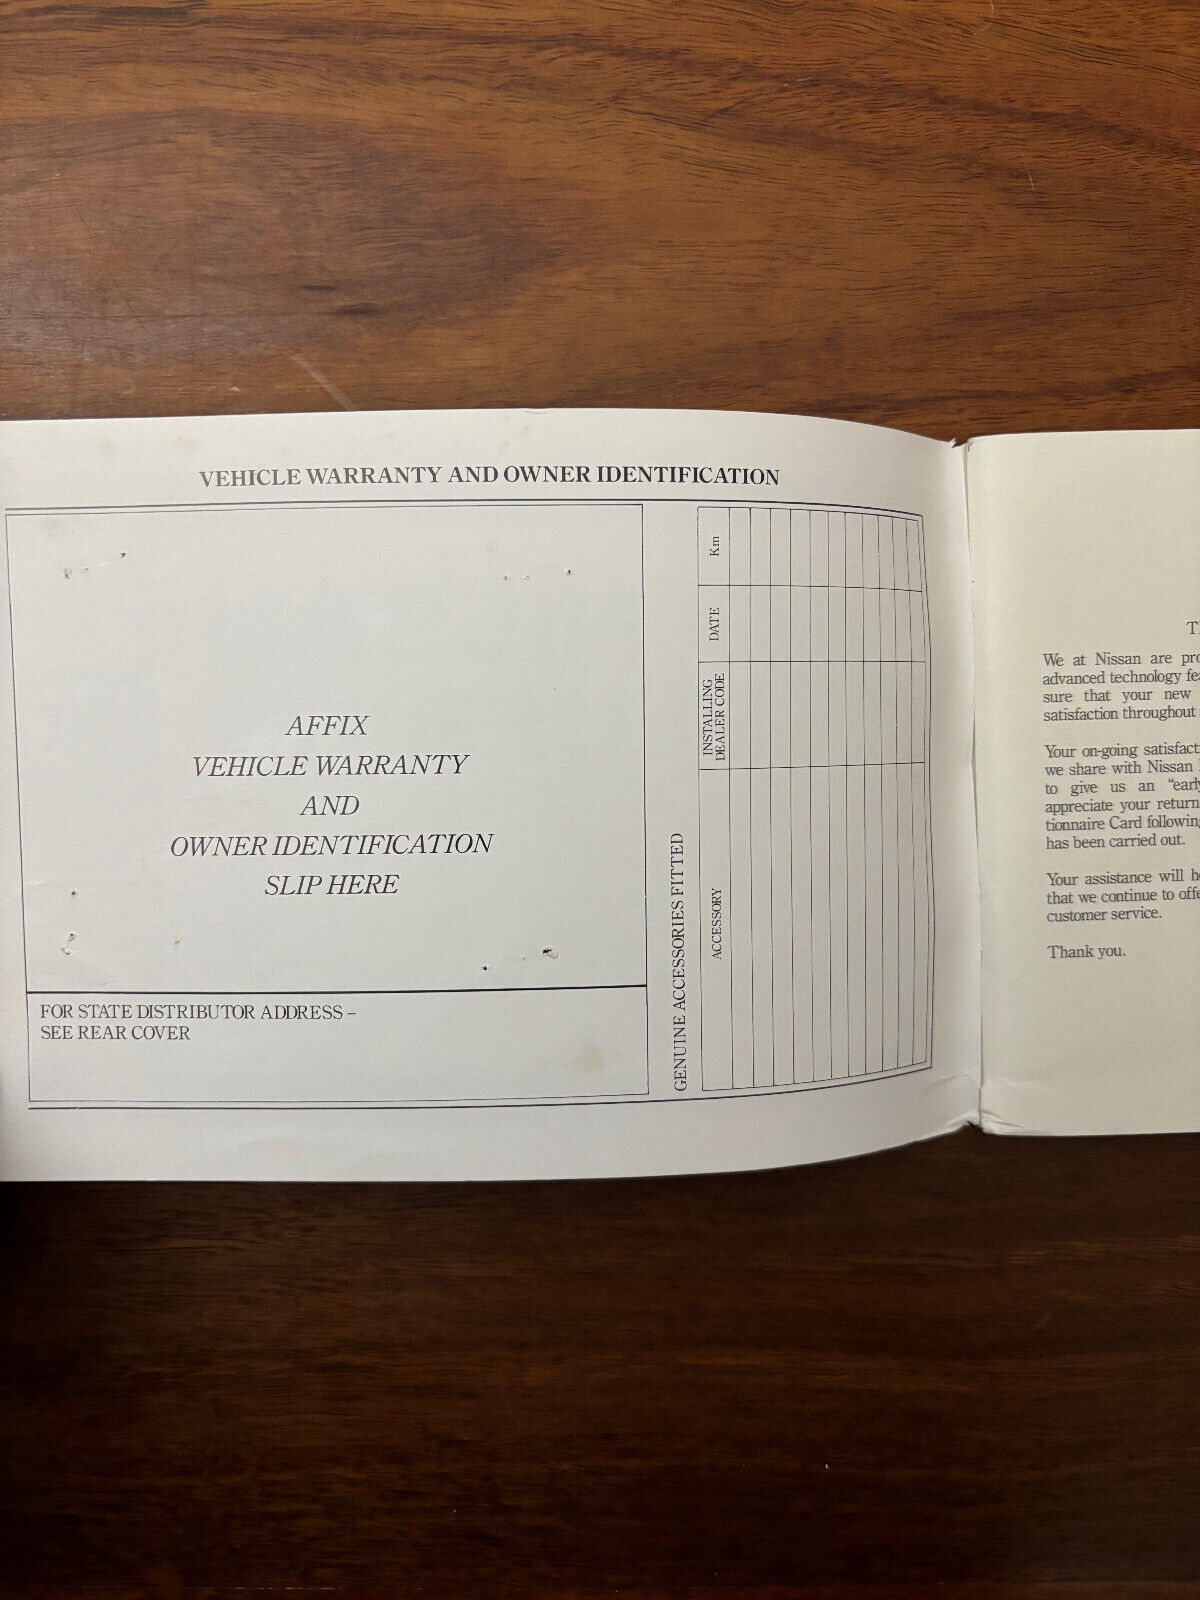 VEHICLE WARRANTY AND OWNER IDENTIFICATION
AFFIX
VEHICLE WARRANTY
AND
OWNER IDENTIFICATION
SLIP HERE
FOR STATE DISTRIBUTOR ADDRESS –
SEE REAR COVER
GENUINE ACCESSORIES FITTED
ACCESSORY
INSTALLING
DEALER CODE
DATE
Km
We at Nissan are
advanced technology
sure that your new
satisfaction throughout
Your on-going
we share with Nissan
to give us an
appreciate your return
tionnaire Card
has been carried out.
Your assistance will
that we continue to
customer service.
Thank you.